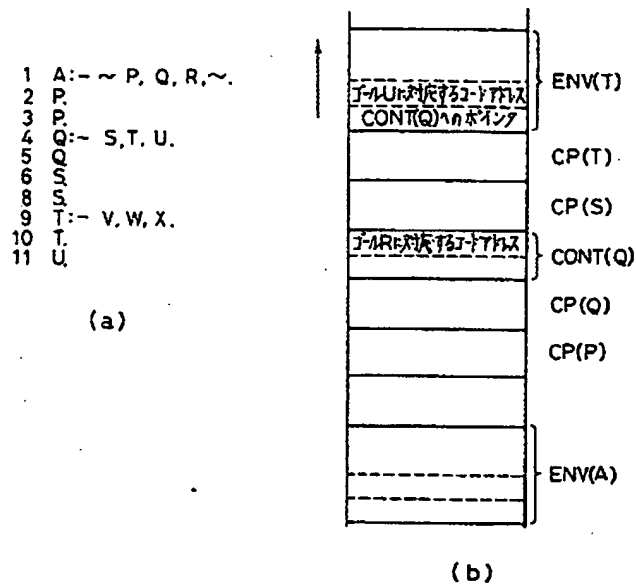 1 A:-~ P, Q, R,~.
2 P.
3 P.
4 Q:~ S,T, U.
5 Q
6 S.
8 S.
9 T:- V, W, X.
10 T.
11 U.
(a)
ENV(T)
ゴールUに対応するコードアドレス
CONT(Q)へのポインタ
CP(T)
CP(S)
ゴールRに対応するコードアドレス
CONT(Q)
CP(Q)
CP(P)
ENV(A)
(b)